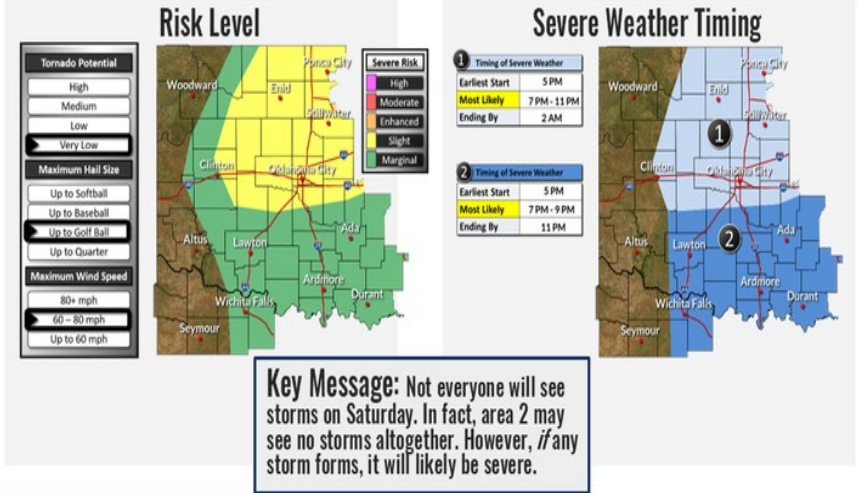 Risk Level
Severe Weather Timing
Tornado Potential
High
Medium
Low
Very Low
Maximum Hail Size
Up to Softball
Up to Baseball
Up to Golf Ball
Up to Quarter
Maximum Wind Speed
80+ mph
60 – 80 mph
Up to 60 mph
Woodward
Ponca City
Enid
Stillwater
Clinton
Oklahoma City
Altus
Lawton
Ada
Ardmore
Wichita Falls
Durant
Seymour
Severe Risk
High
Moderate
Enhanced
Slight
Marginal
1 Timing of Severe Weather
Earliest Start 5 PM
Most Likely 7 PM - 11 PM
Ending By 2 AM
2 Timing of Severe Weather
Earliest Start 5 PM
Most Likely 7 PM - 9 PM
Ending By 11 PM
Woodward
Ponca City
Enid
Stillwater
1
Clinton
Oklahoma City
Altus
Lawton
2
Ada
Ardmore
Wichita Falls
Durant
Seymour
Key Message: Not everyone will see
storms on Saturday. In fact, area 2 may
see no storms altogether. However, if any
storm forms, it will likely be severe.